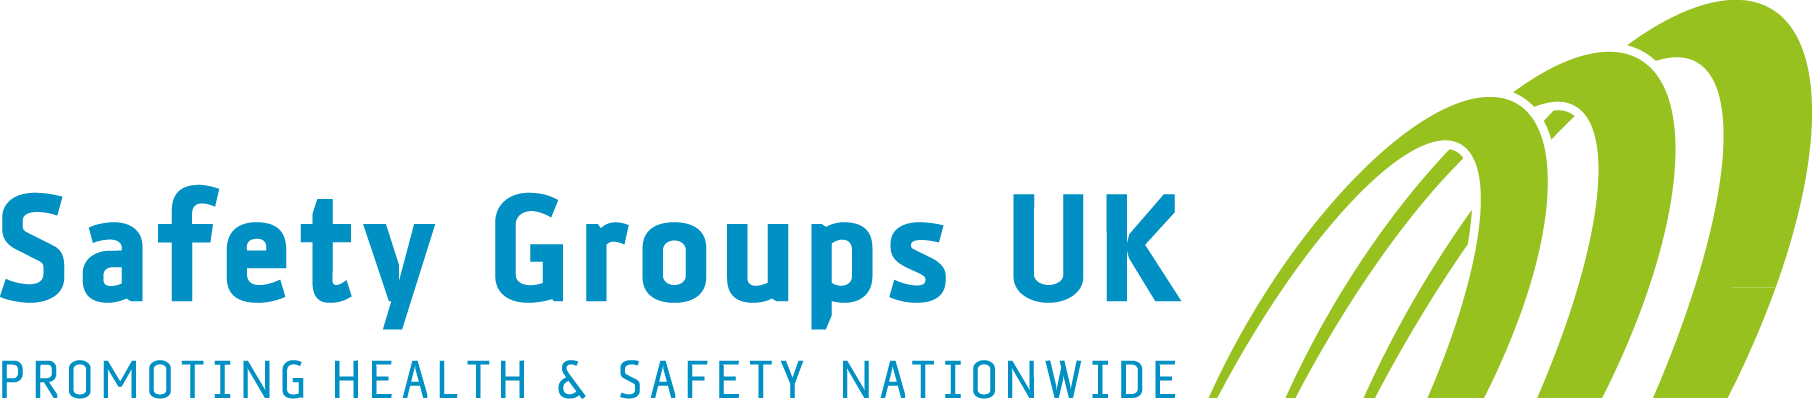 Safety Groups UK
PROMOTING HEALTH & SAFETY NATIONWIDE